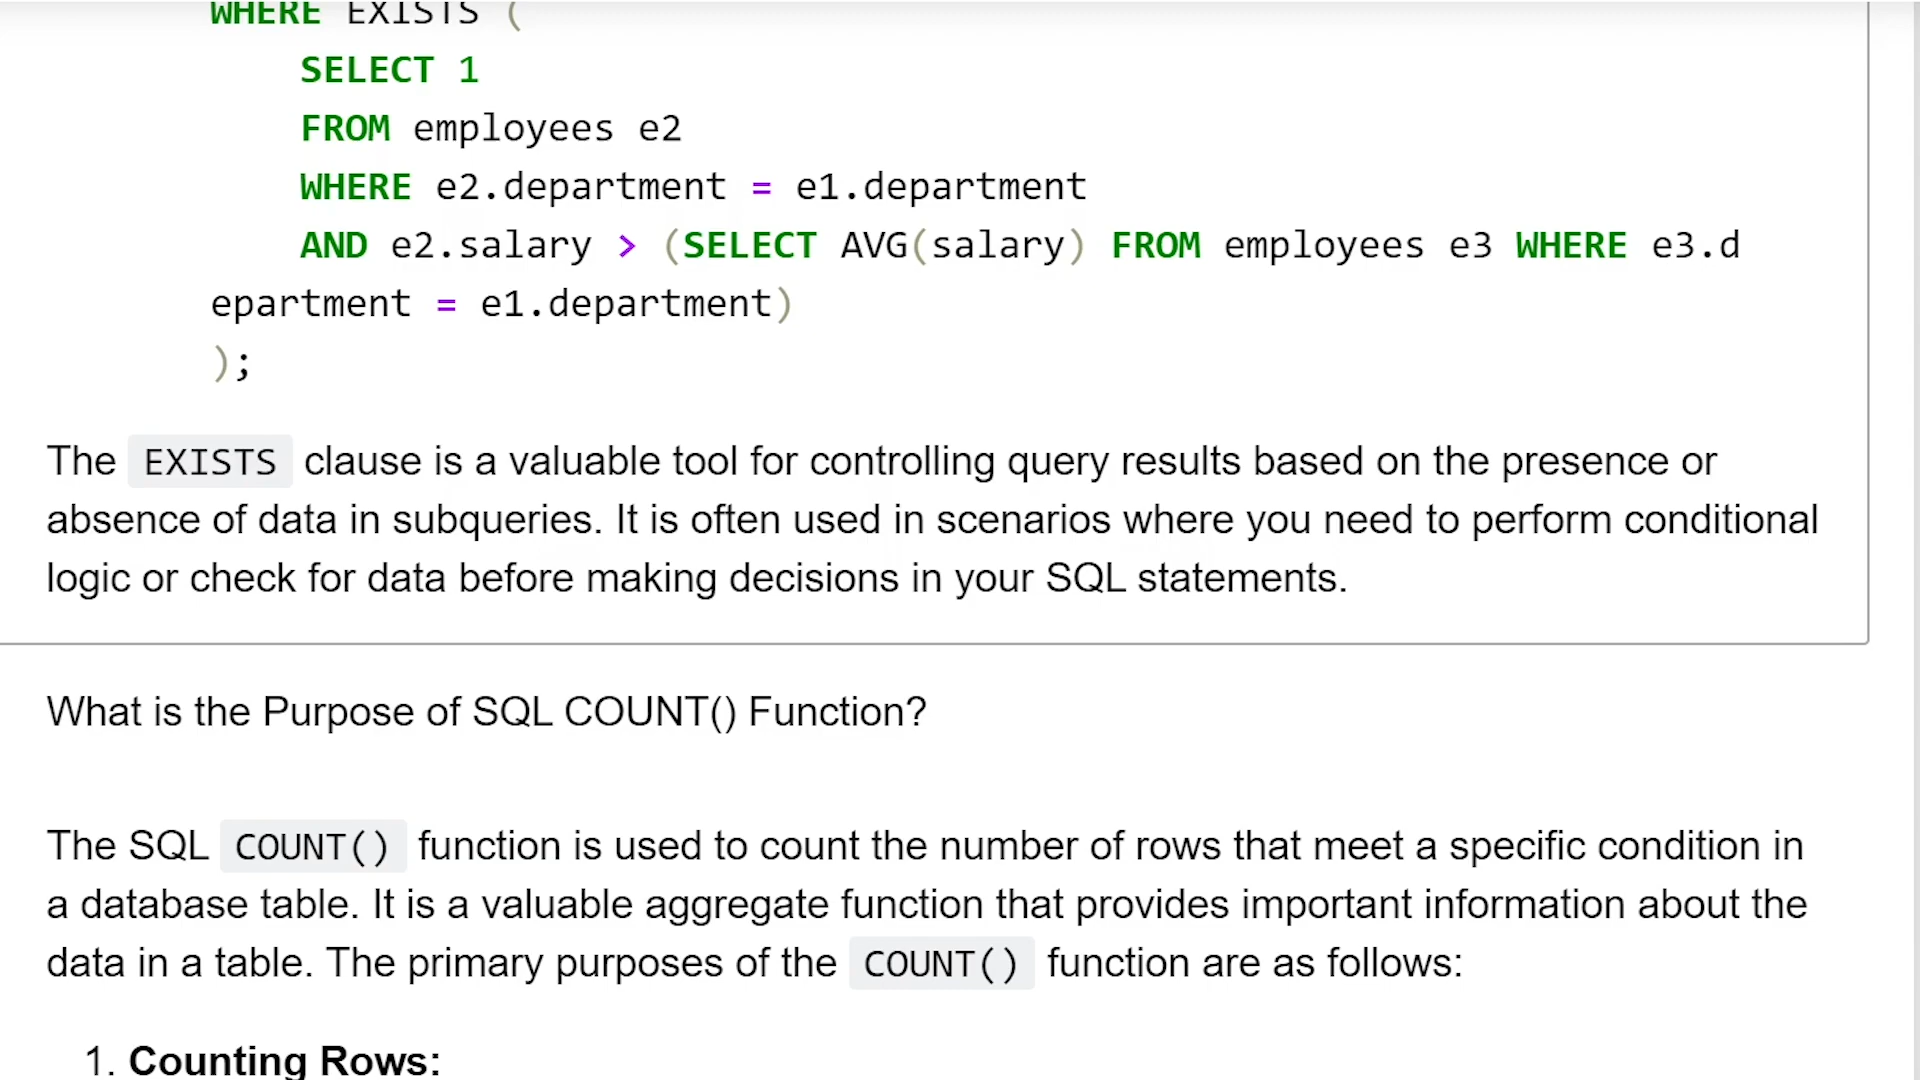 WHERE EXISTS (
SELECT 1
FROM employees e2
WHERE e2.department = e1.department
AND e2.salary > (SELECT AVG(salary) FROM employees e3 WHERE e3.d
epartment = e1.department)
);
The EXISTS clause is a valuable tool for controlling query results based on the presence or
absence of data in subqueries. It is often used in scenarios where you need to perform conditional
logic or check for data before making decisions in your SQL statements.
What is the Purpose of SQL COUNT() Function?
The SQL COUNT() function is used to count the number of rows that meet a specific condition in
a database table. It is a valuable aggregate function that provides important information about the
data in a table. The primary purposes of the COUNT() function are as follows:
1. Counting Rows: